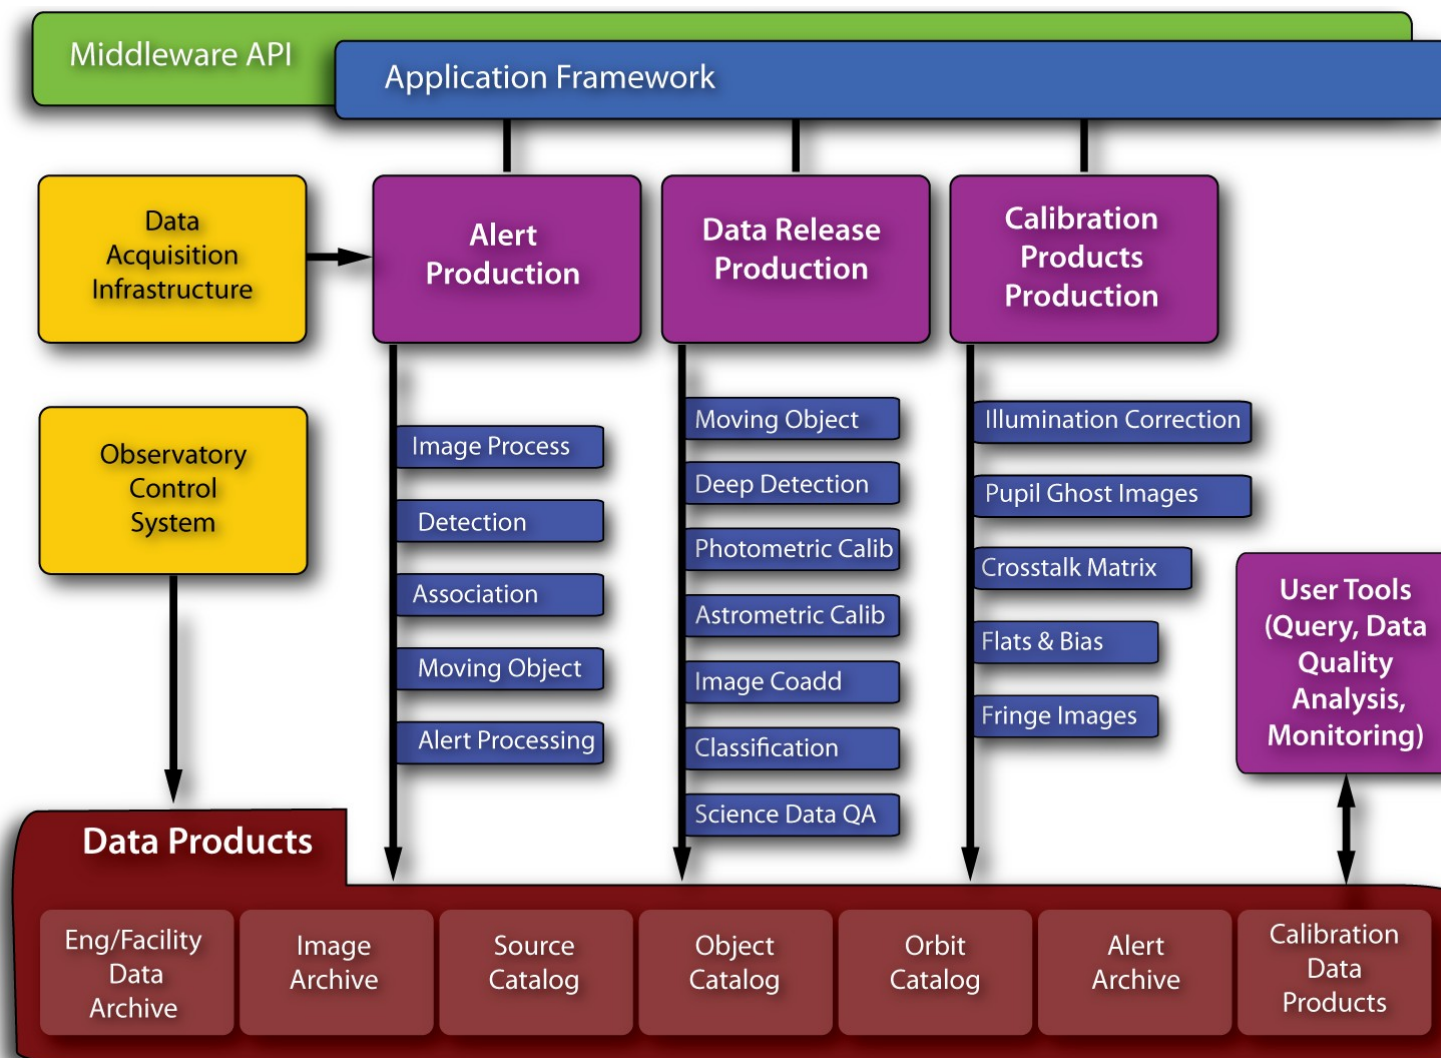 Middleware API
Application Framework
Data
Acquisition
Infrastructure
Alert
Production
Data Release
Production
Calibration
Products
Production
Observatory
Control
System
Image Process
Detection
Association
Moving Object
Alert Processing
Moving Object
Deep Detection
Photometric Calib
Astrometric Calib
Image Coadd
Classification
Science Data QA
Illumination Correction
Pupil Ghost Images
Crosstalk Matrix
Flats & Bias
Fringe Images
User Tools
(Query, Data
Quality
Analysis,
Monitoring)
Data Products
Eng/Facility
Data
Archive
Image
Archive
Source
Catalog
Object
Catalog
Orbit
Catalog
Alert
Archive
Calibration
Data
Products